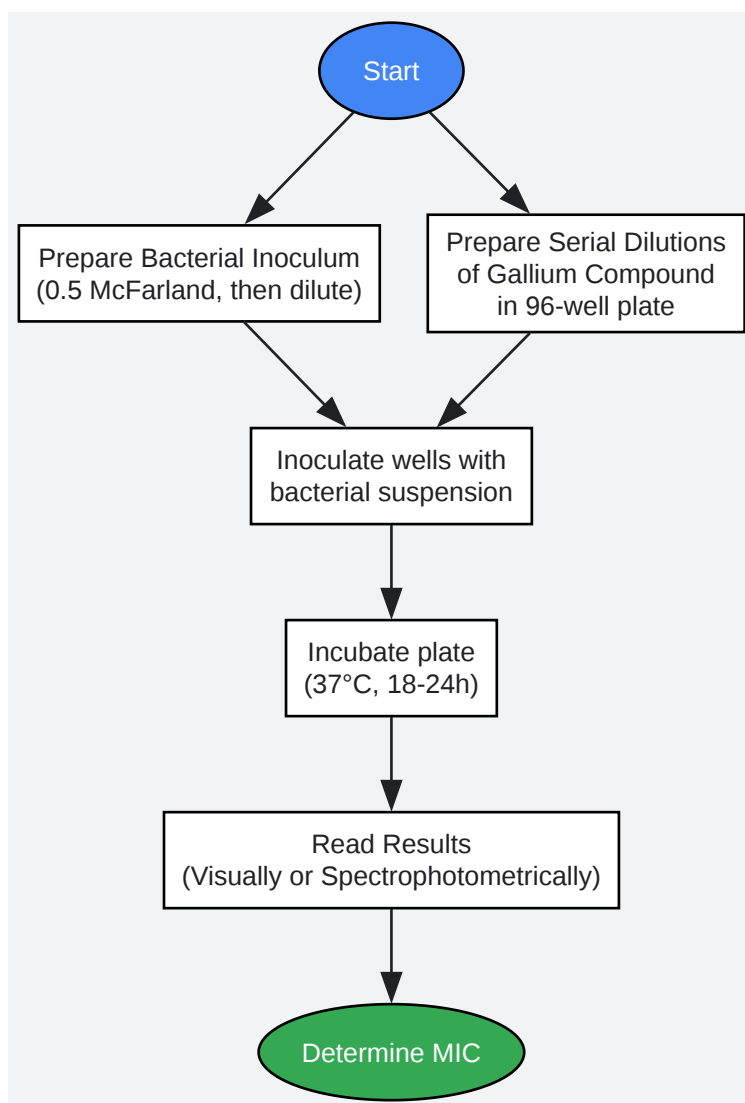 Start
Prepare Bacterial Inoculum
(0.5 McFarland, then dilute)
Prepare Serial Dilutions
of Gallium Compound
in 96-well plate
Inoculate wells with
bacterial suspension
Incubate plate
(37°C, 18-24h)
Read Results
(Visually or Spectrophotometrically)
Determine MIC